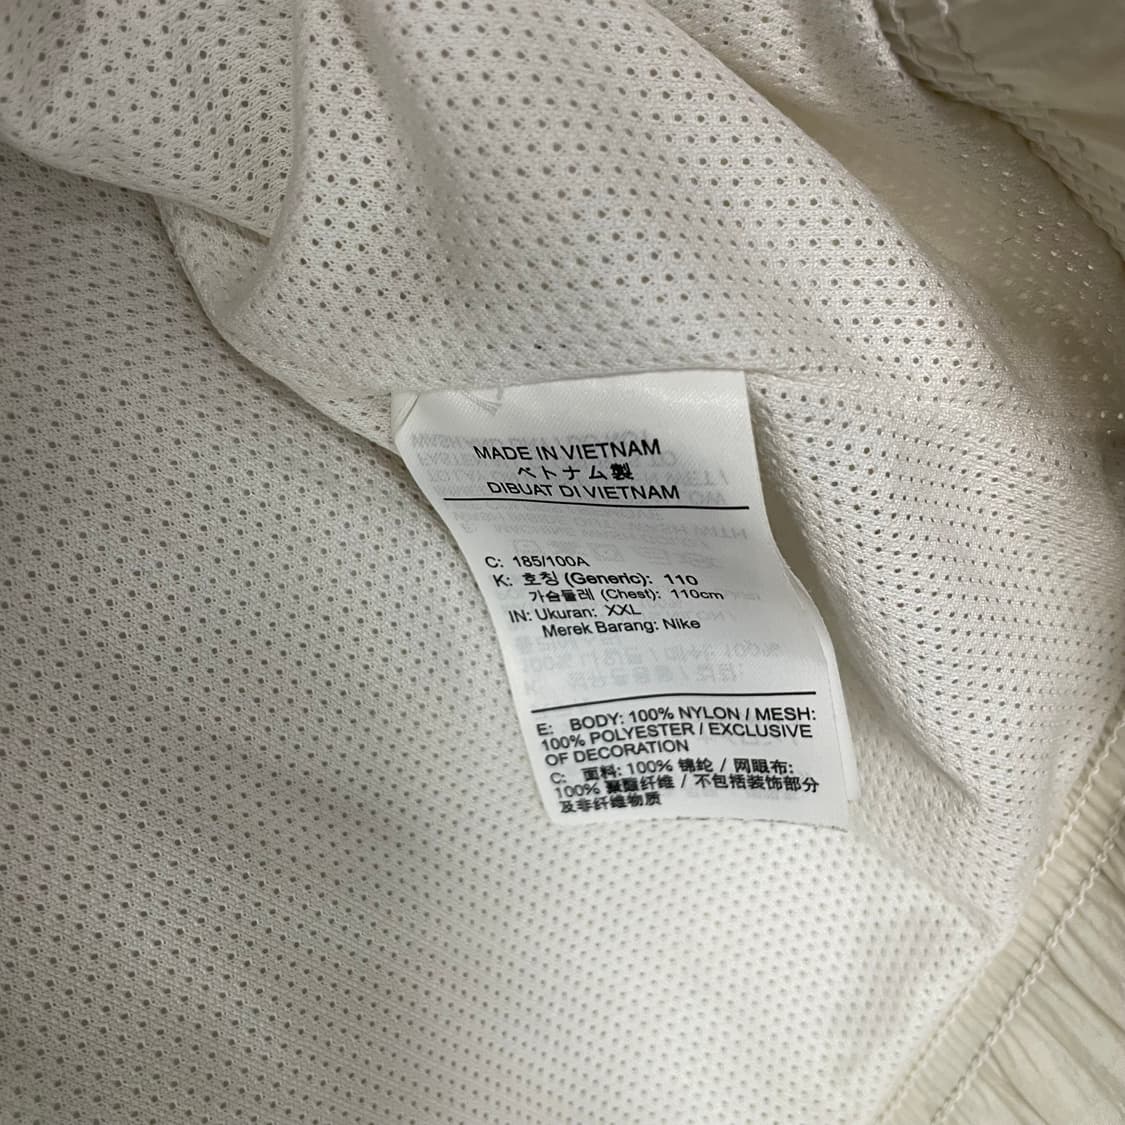 MADE IN VIETNAM
ベトナム製
DIBUAT DI VIETNAM
C: 185/100A
K: 호칭 (Generic): 110
가슴둘레 (Chest): 110cm
IN: Ukuran: XXL
Merek Barang: Nike
E: BODY: 100% NYLON / MESH:
100% POLYESTER / EXCLUSIVE
OF DECORATION
C: 面料: 100% 锦纶 / 网眼布:
100% 聚酯纤维 / 不包括装饰部分
及非纤维物质